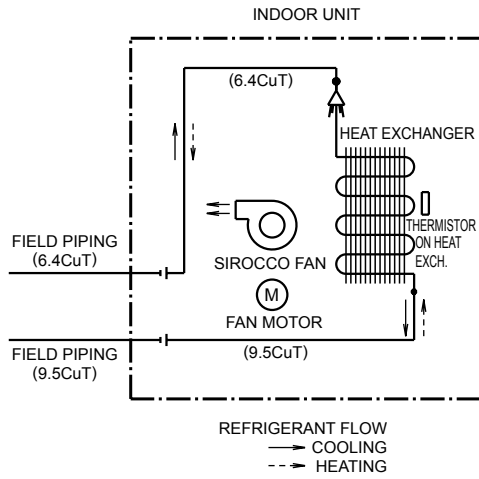 INDOOR UNIT
(6.4CuT)
HEAT EXCHANGER
THERMISTOR
ON HEAT
EXCH.
FIELD PIPING
(6.4CuT)
SIROCCO FAN
M
FAN MOTOR
FIELD PIPING
(9.5CuT)
(9.5CuT)
REFRIGERANT FLOW
COOLING
HEATING